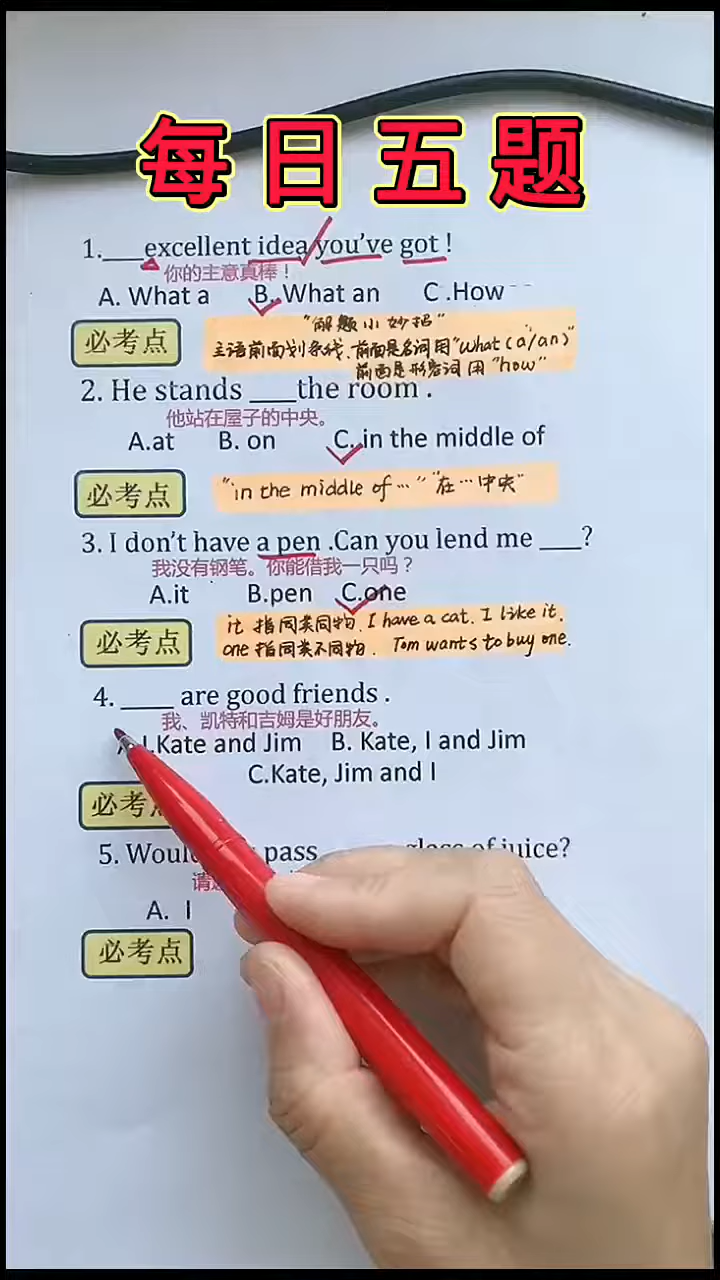 每日五题
1.___excellent idea you've got !
你的主意真棒！
A. What a B. What an C .How
必考点
"解题小妙招"
主语前面划条线、前面是名词用"what(a/an)"
前面是形容词用"how"
2. He stands ___the room .
他站在屋子的中央。
A.at B. on C. in the middle of
必考点
"in the middle of …" "在…中央"
3. I don't have a pen .Can you lend me ___?
我没有钢笔。你能借我一只吗？
A.it B.pen C.one
必考点
it 指同类同物. I have a cat. I like it.
one 指同类不同物. Tom wants to buy one.
4. ____ are good friends .
我、凯特和吉姆是好朋友。
I,Kate and Jim B. Kate, I and Jim
C.Kate, Jim and I
必考
5. pass of juice?
请
A. I
必考点